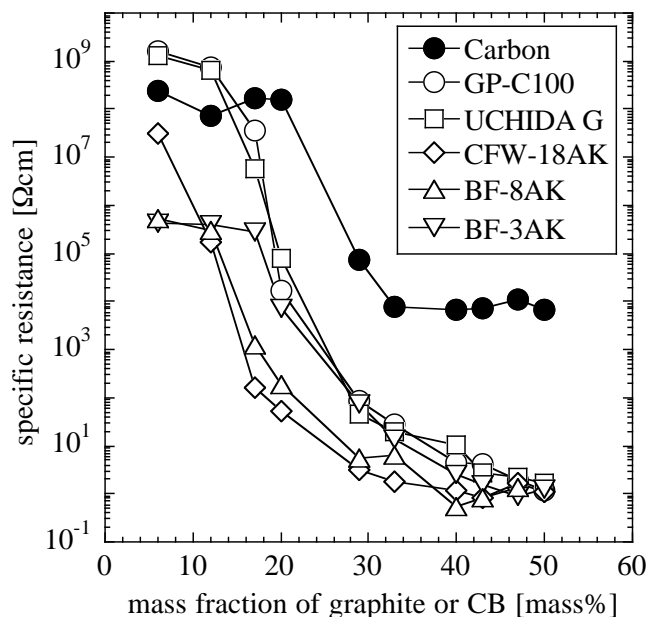 10^9
10^7
10^5
10^3
10^1
10^-1
specific resistance [Ωcm]
Carbon
GP-C100
UCHIDA G
CFW-18AK
BF-8AK
BF-3AK
0 10 20 30 40 50 60
mass fraction of graphite or CB [mass%]